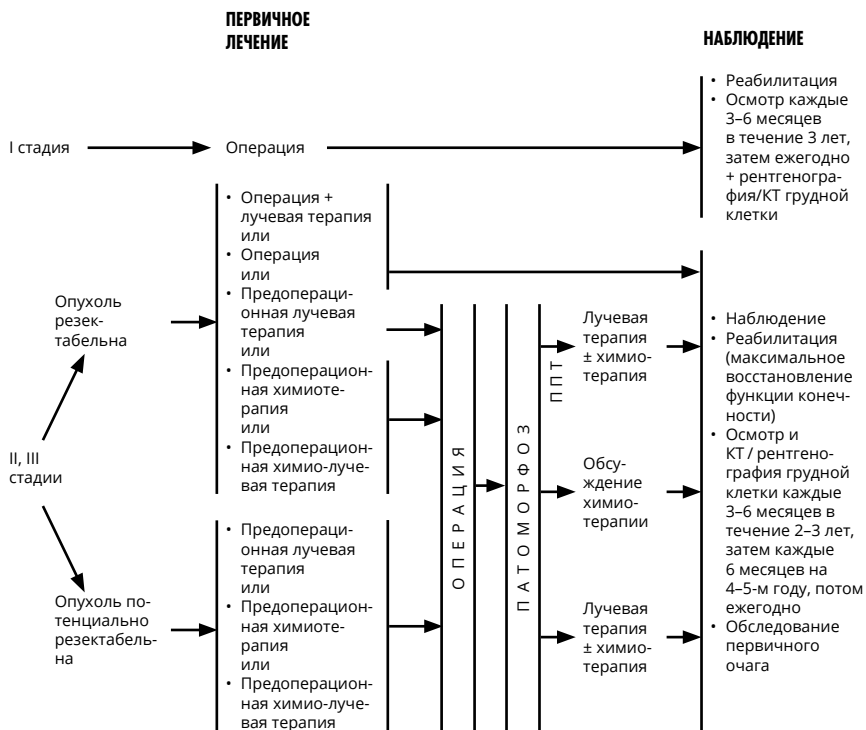 ПЕРВИЧНОЕ
ЛЕЧЕНИЕ
НАБЛЮДЕНИЕ
I стадия
Операция
• Реабилитация
• Осмотр каждые
3–6 месяцев
в течение 3 лет,
затем ежегодно
+ рентгеногра-
фия/КТ грудной
клетки
II, III
стадии
Опухоль
резек-
табельна
• Операция +
лучевая терапия
или
• Операция
или
• Предопераци-
онная лучевая
терапия
или
• Предоперацион-
ная химиоте-
рапия
или
• Предоперацион-
ная химио-луче-
вая терапия
Опухоль по-
тенциально
резектабель-
на
• Предопераци-
онная лучевая
терапия
или
• Предоперацион-
ная химиоте-
рапия
или
• Предоперацион-
ная химио-луче-
вая терапия
ОПЕРАЦИЯ
ПАТОМОРФОЗ
ППТ
Лучевая
терапия
± химио-
терапия
Обсу-
ждение
химио-
терапии
Лучевая
терапия
± химио-
терапия
• Наблюдение
• Реабилитация
(максимальное
восстановление
функции конеч-
ности)
• Осмотр и
КТ / рентгено-
графия грудной
клетки каждые
3–6 месяцев в
течение 2–3 лет,
затем каждые
6 месяцев на
4–5-м году, потом
ежегодно
• Обследование
первичного
очага